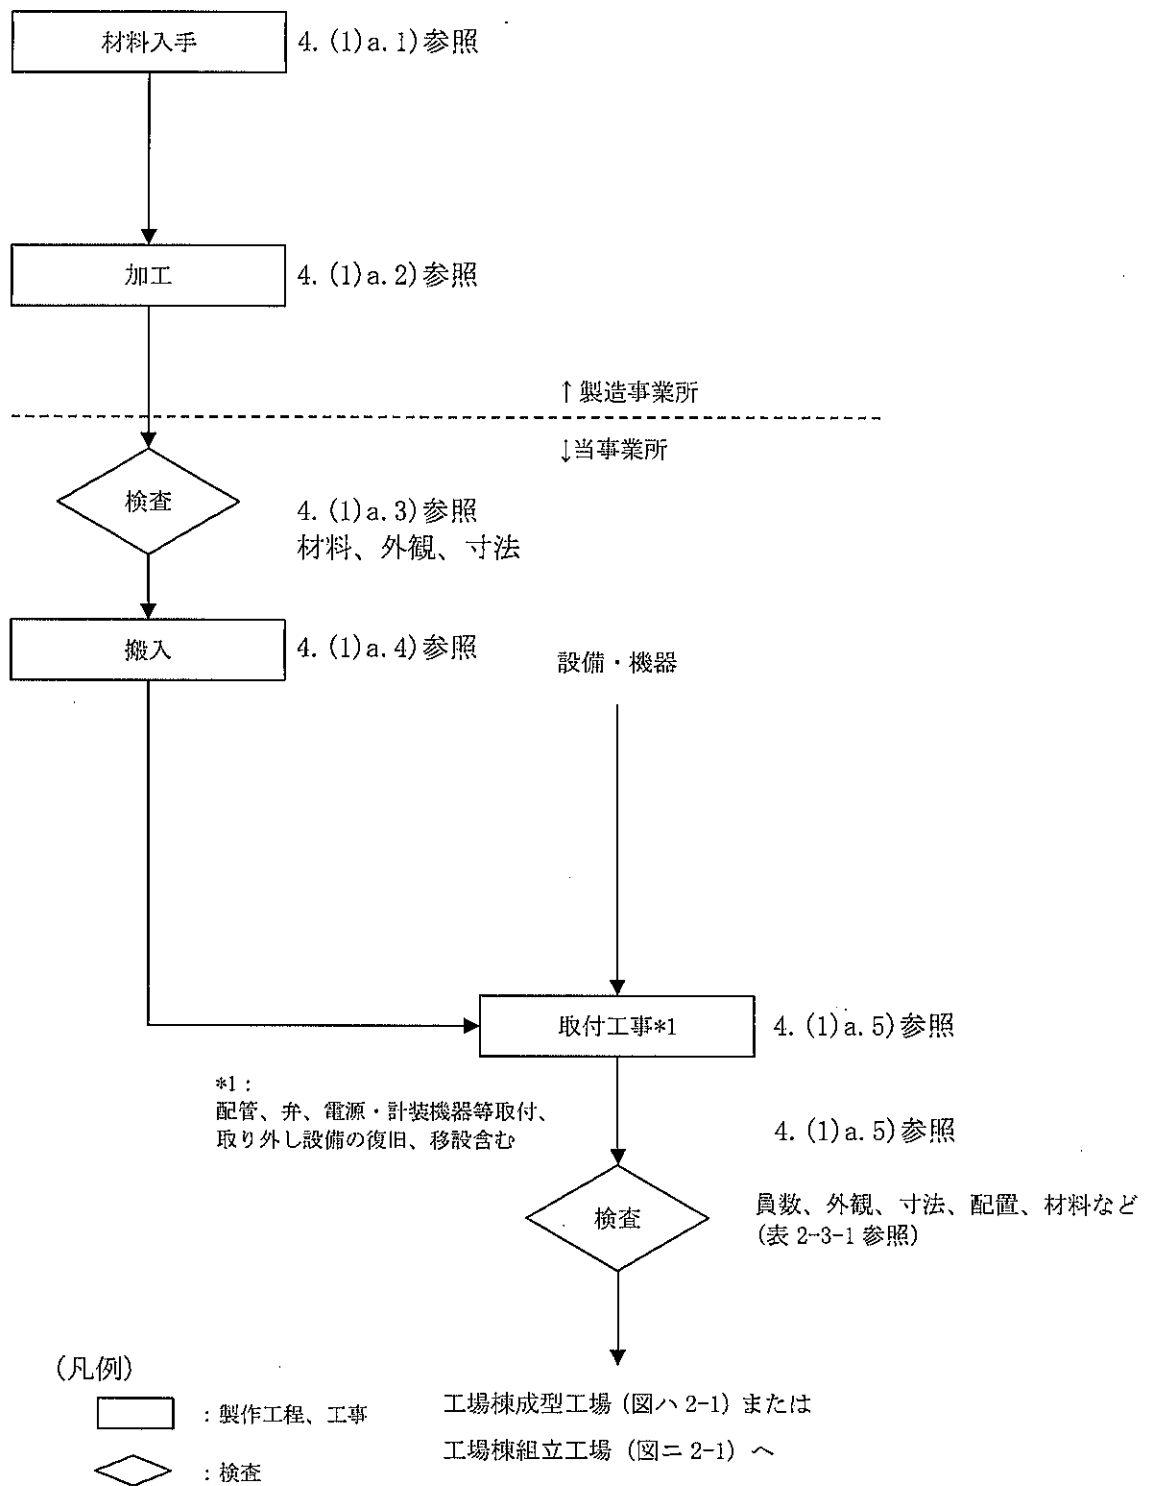 材料入手
4.(1)a.1)参照
加工
4.(1)a.2)参照
↑製造事業所
↓当事業所
検査
4.(1)a.3)参照
材料、外観、寸法
搬入
4.(1)a.4)参照
設備・機器
取付工事*1
4.(1)a.5)参照
*1:
配管、弁、電源・計装機器等取付、
取り外し設備の復旧、移設含む
4.(1)a.5)参照
検査
員数、外観、寸法、配置、材料など
(表 2-3-1 参照)
(凡例)
:製作工程、工事
:検査
工場棟成型工場(図ハ 2-1)または
工場棟組立工場(図ニ 2-1)へ